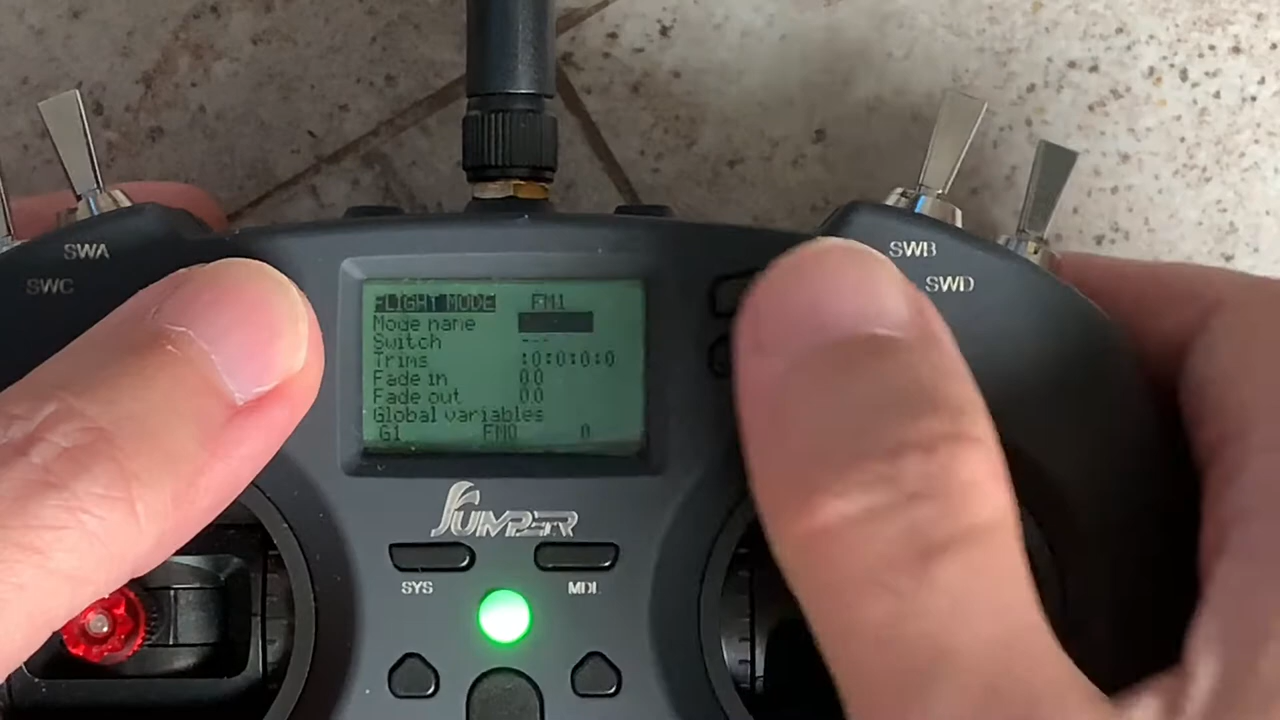 SWA
SWC
SWB
SWD
FLIGHT MODE FM1
Mode name
Switch ---
Trims :0:0:0:0
Fade in 0.0
Fade out 0.0
Global variables
G1 FM0 0
JUMPER
SYS MDL